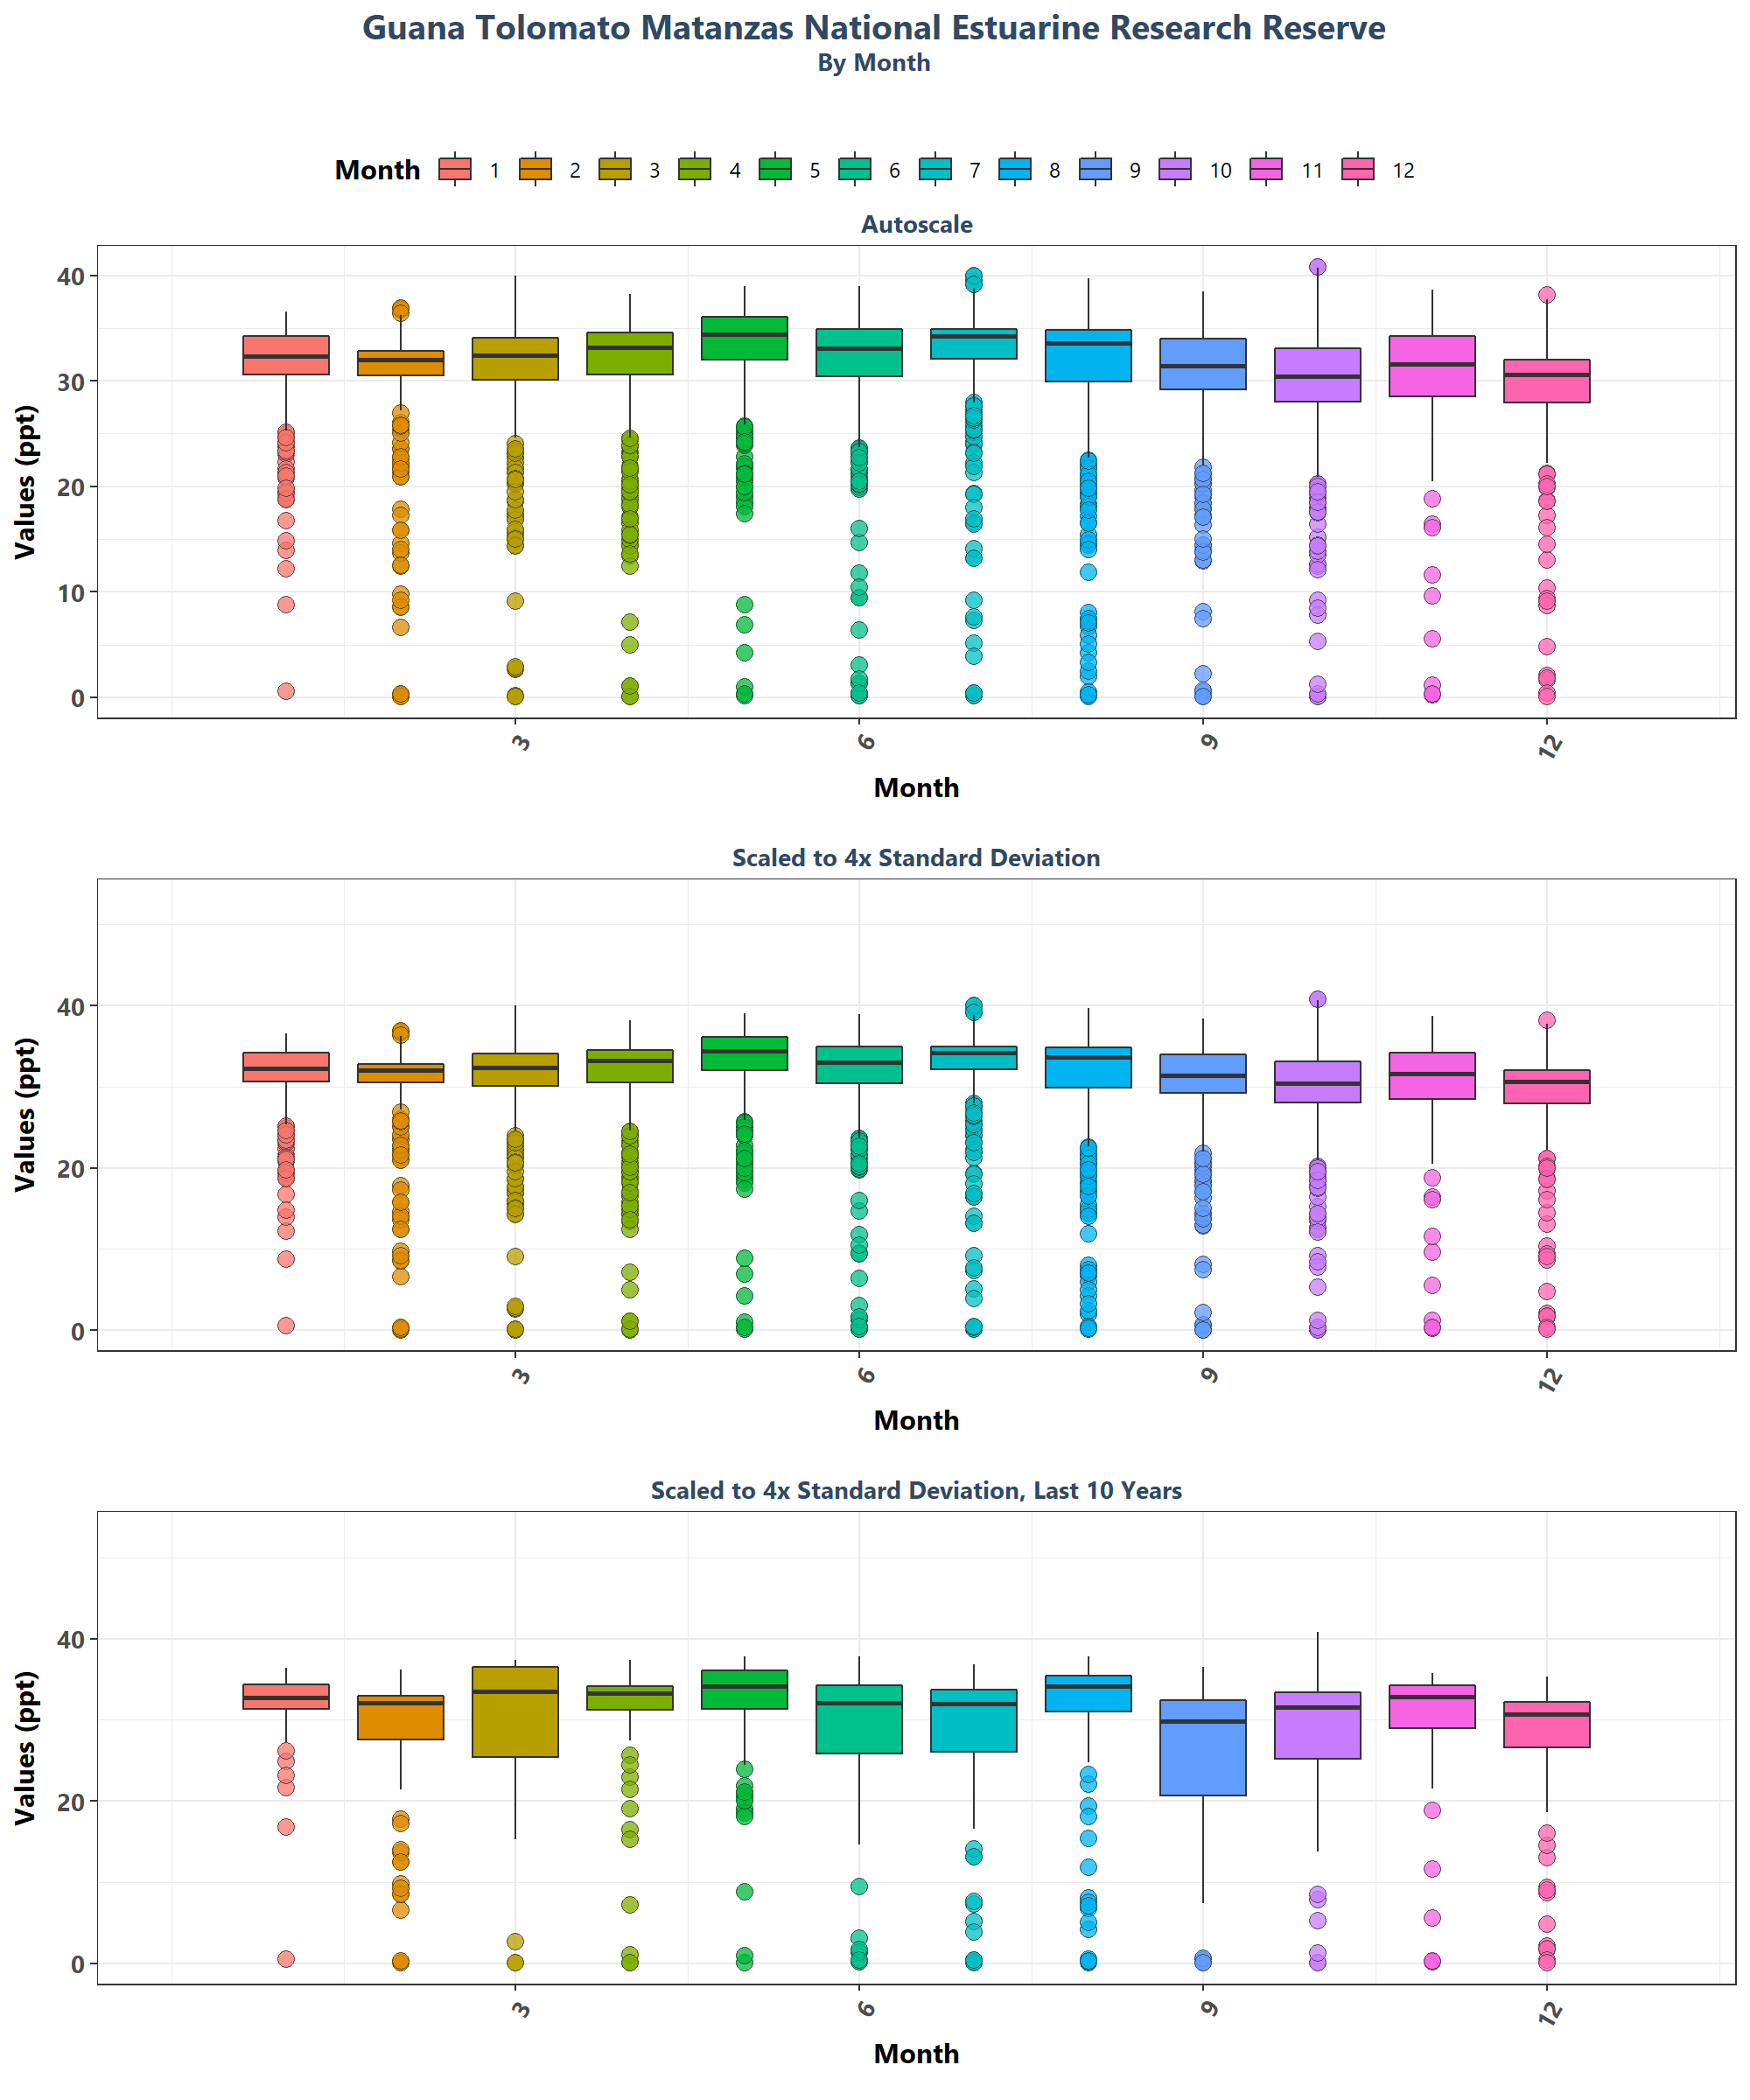 Guana Tolomato Matanzas National Estuarine Research Reserve
By Month
Month 1 2 3 4 5 6 7 8 9 10 11 12
Autoscale
Values (ppt)
40
30
20
10
0
3 6 9 12
Month
Scaled to 4x Standard Deviation
Values (ppt)
40
20
0
3 6 9 12
Month
Scaled to 4x Standard Deviation, Last 10 Years
Values (ppt)
40
20
0
3 6 9 12
Month